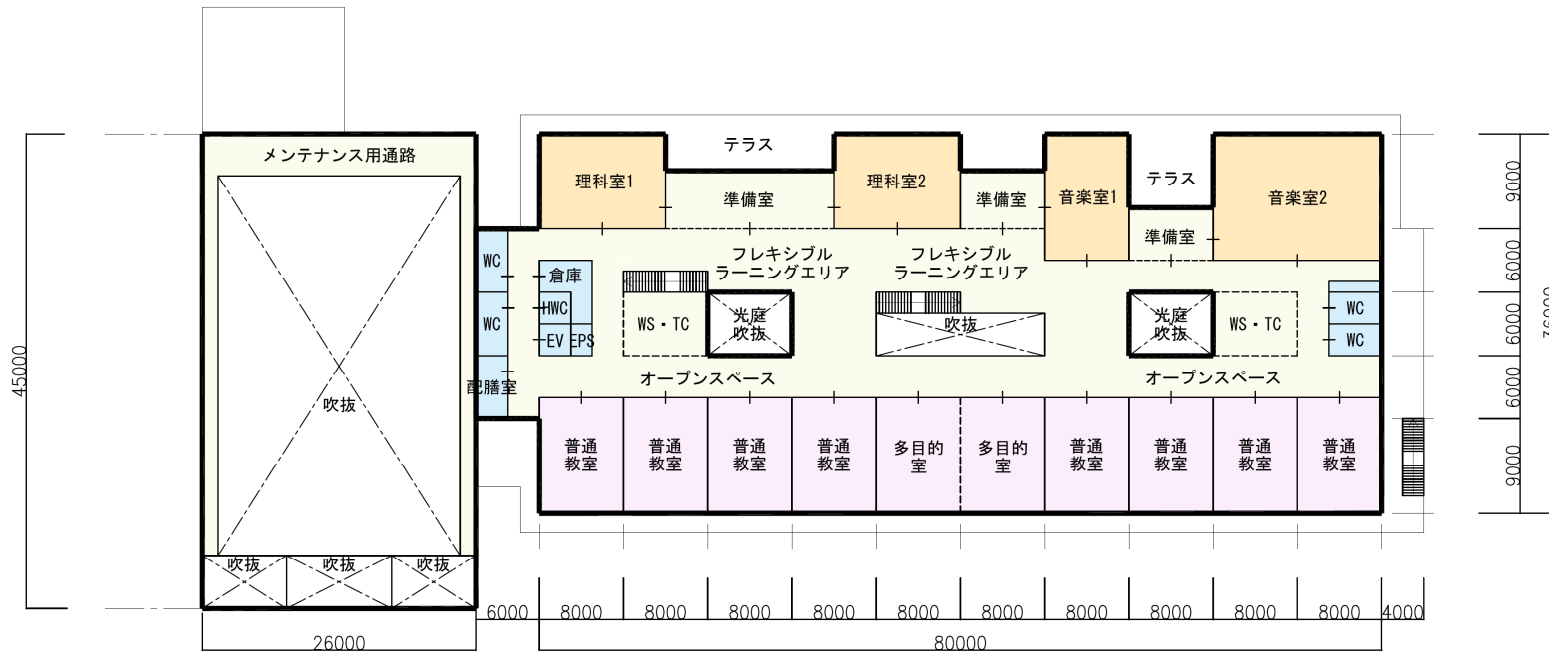 テラス
メンテナンス用通路
理科室1
準備室
理科室2
準備室
音楽室1
テラス
準備室
音楽室2
9000
WC
倉庫
フレキシブル
ラーニングエリア
フレキシブル
ラーニングエリア
6000
HWC
WC
EV
EPS
WS・TC
光庭
吹抜
吹抜
光庭
吹抜
WS・TC
WC
WC
6000
36000
45000
吹抜
配膳室
オープンスペース
オープンスペース
6000
普通
教室
普通
教室
普通
教室
普通
教室
多目的
室
多目的
室
普通
教室
普通
教室
普通
教室
普通
教室
9000
吹抜
吹抜
吹抜
6000
8000
8000
8000
8000
8000
8000
8000
8000
8000
8000
4000
26000
80000